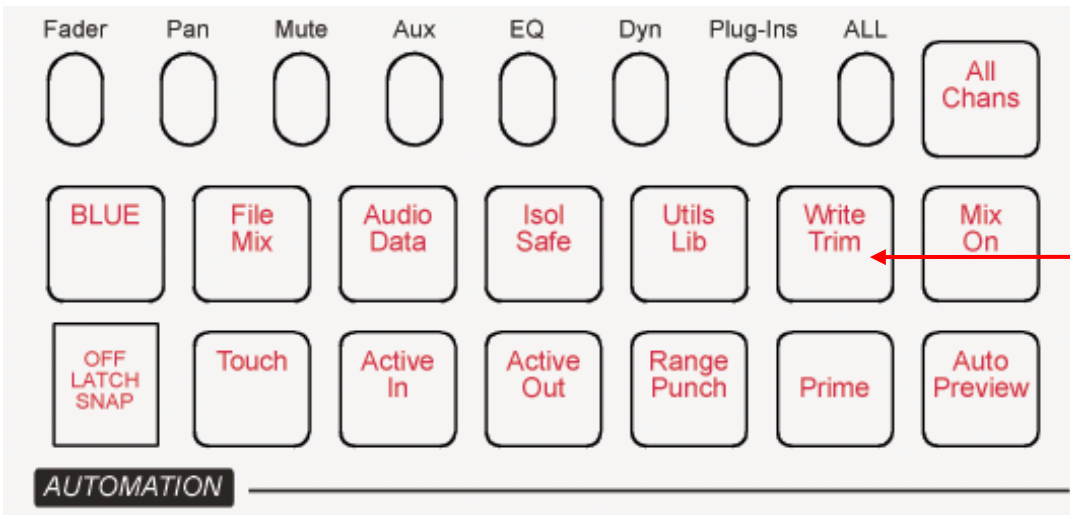 Fader Pan Mute Aux EQ Dyn Plug-Ins ALL
All
Chans
BLUE
File
Mix
Audio
Data
Isol
Safe
Utils
Lib
Write
Trim
Mix
On
OFF
LATCH
SNAP
Touch
Active
In
Active
Out
Range
Punch
Prime
Auto
Preview
AUTOMATION